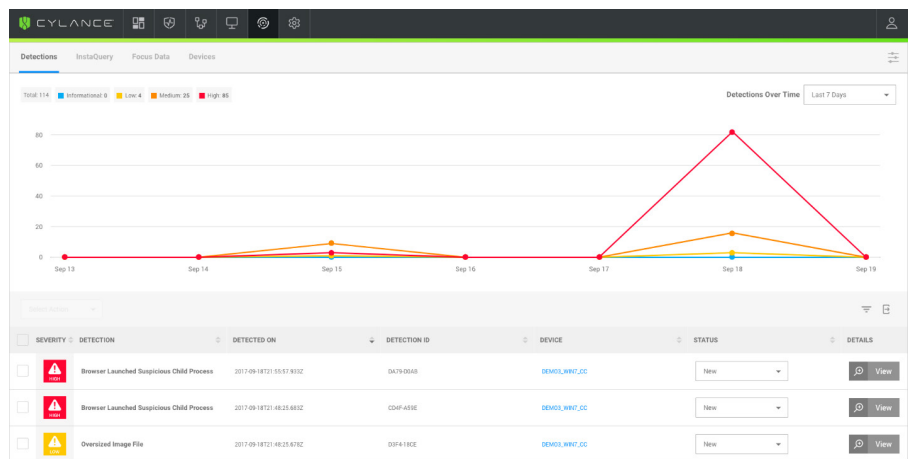 CYLANCE
Detections InstaQuery Focus Data Devices
Total: 114 Informational: 0 Low: 4 Medium: 25 High: 85
Detections Over Time Last 7 Days
80
60
40
20
0
Sep 13 Sep 14 Sep 15 Sep 16 Sep 17 Sep 18 Sep 19
SEVERITY DETECTION DETECTED ON DETECTION ID DEVICE STATUS DETAILS
HIGH Browser Launched Suspicious Child Process 2017-09-18T21:55:57.933Z DA79-D0AB DEMO3_WIN7_CC New View
HIGH Browser Launched Suspicious Child Process 2017-09-18T21:48:25.685Z CD4F-A59E DEMO3_WIN7_CC New View
LOW Oversized Image File 2017-09-18T21:48:25.678Z D3F4-18CE DEMO3_WIN7_CC New View